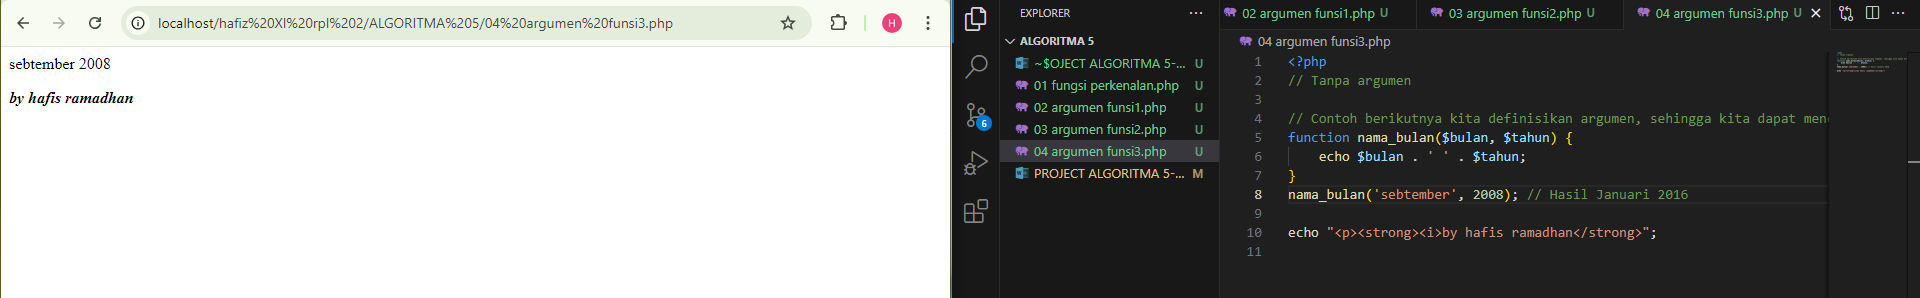 localhost/hafiz%20XI%20rpl%202/ALGORITMA%205/04%20argumen%20funsi3.php
H
sebtember 2008
by hafis ramadhan
6
EXPLORER
ALGORITMA 5
~$OJECT ALGORITMA 5-... U
01 fungsi perkenalan.php U
02 argumen funsi1.php U
03 argumen funsi2.php U
04 argumen funsi3.php U
PROJECT ALGORITMA 5-... M
02 argumen funsi1.php U
03 argumen funsi2.php U
04 argumen funsi3.php U
04 argumen funsi3.php
1 <?php
2 // Tanpa argumen
3
4 // Contoh berikutnya kita definisikan argumen, sehingga kita dapat men
5 function nama_bulan($bulan, $tahun) {
6 echo $bulan . ' ' . $tahun;
7 }
8 nama_bulan('sebtember', 2008); // Hasil Januari 2016
9
10 echo "<p><strong><i>by hafis ramadhan</strong>";
11